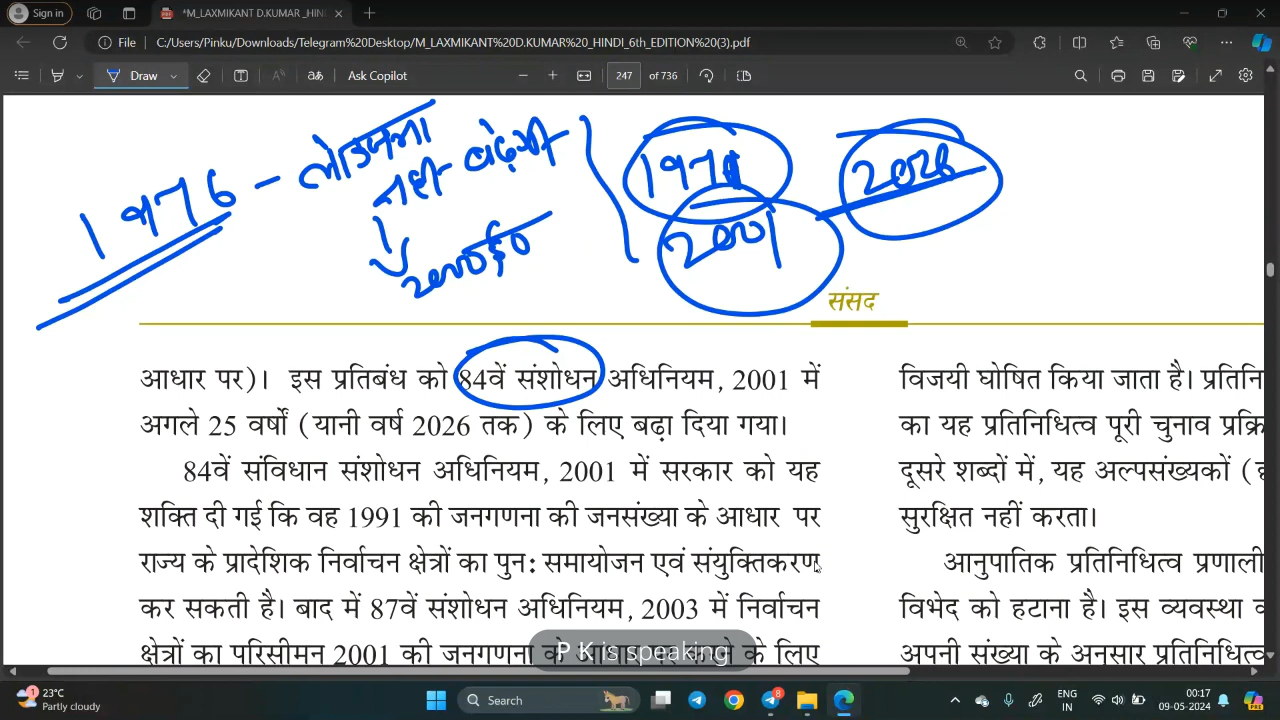 Sign in
*M_LAXMIKANT D.KUMAR _HINDI
File C:/Users/Pinku/Downloads/Telegram%20Desktop/M_LAXMIKANT%20D.KUMAR%20_HINDI_6th_EDITION%20(3).pdf
Draw Ask Copilot 247 of 736
1976 – लोकसभा
नही बढ़ेगी
2000 ई०
1971
2001
2026
संसद
आधार पर)। इस प्रतिबंध को 84वें संशोधन अधिनियम, 2001 में
अगले 25 वर्षों (यानी वर्ष 2026 तक) के लिए बढ़ा दिया गया।
84वें संविधान संशोधन अधिनियम, 2001 में सरकार को यह
शक्ति दी गई कि वह 1991 की जनगणना की जनसंख्या के आधार पर
राज्य के प्रादेशिक निर्वाचन क्षेत्रों का पुन: समायोजन एवं संयुक्तिकरण
कर सकती है। बाद में 87वें संशोधन अधिनियम, 2003 में निर्वाचन
क्षेत्रों का परिसीमन 2001 की जनगणना के लिए
विजयी घोषित किया जाता है। प्रतिनि
का यह प्रतिनिधित्व पूरी चुनाव प्रक्रि
दूसरे शब्दों में, यह अल्पसंख्यकों
सुरक्षित नहीं करता।
आनुपातिक प्रतिनिधित्व प्रणाली
विभेद को हटाना है। इस व्यवस्था
अपनी संख्या के अनुसार प्रतिनिधित्व
P K is speaking
1
23°C
Partly cloudy
Search
8
ENG
IN
00:17
09-05-2024